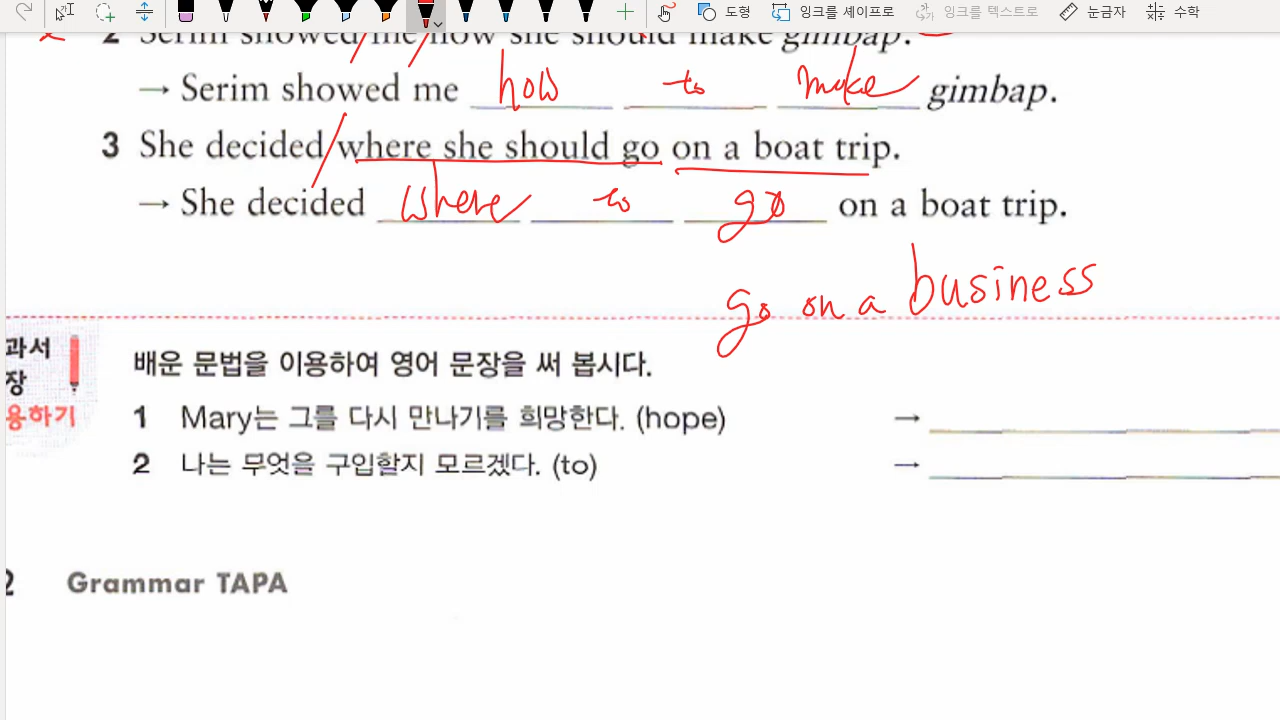 도형 잉크를 셰이프로 잉크를 텍스트로 눈금자 수학
2 Serim showed me how she should make gimbap.
→ Serim showed me how to make gimbap.
3 She decided where she should go on a boat trip.
→ She decided where to go on a boat trip.
go on a business
과서
장
용하기
배운 문법을 이용하여 영어 문장을 써 봅시다.
1 Mary는 그를 다시 만나기를 희망한다. (hope) →
2 나는 무엇을 구입할지 모르겠다. (to) →
2 Grammar TAPA